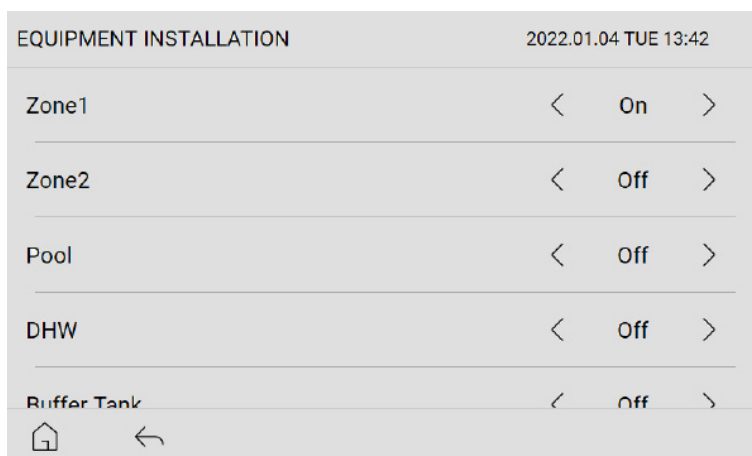 EQUIPMENT INSTALLATION 2022.01.04 TUE 13:42
Zone1 On
Zone2 Off
Pool Off
DHW Off
Buffer Tank Off